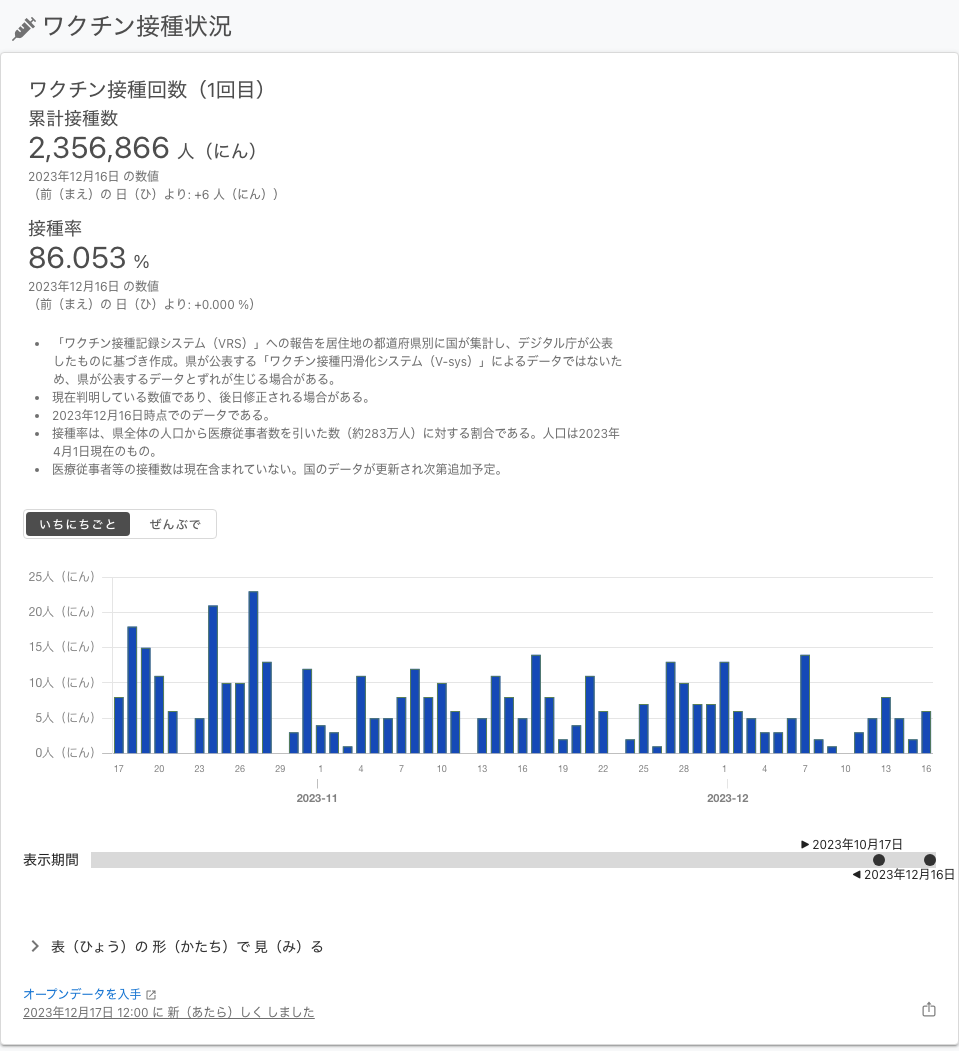 ワクチン接種状況
ワクチン接種回数（1回目）
累計接種数
2,356,866 人（にん）
2023年12月16日 の数値
（前（まえ）の 日（ひ）より: +6 人（にん））
接種率
86.053 %
2023年12月16日 の数値
（前（まえ）の 日（ひ）より: +0.000 %）
• 「ワクチン接種記録システム（VRS）」への報告を居住地の都道府県別に国が集計し、デジタル庁が公表
したものに基づき作成。県が公表する「ワクチン接種円滑化システム（V-sys）」によるデータではないた
め、県が公表するデータとずれが生じる場合がある。
• 現在判明している数値であり、後日修正される場合がある。
• 2023年12月16日時点でのデータである。
• 接種率は、県全体の人口から医療従事者数を引いた数（約283万人）に対する割合である。人口は2023年
4月1日現在のもの。
• 医療従事者等の接種数は現在含まれていない。国のデータが更新され次第追加予定。
いちにちごと ぜんぶで
25人（にん）
20人（にん）
15人（にん）
10人（にん）
5人（にん）
0人（にん）
17 20 23 26 29 1 4 7 10 13 16 19 22 25 28 1 4 7 10 13 16
2023-11 2023-12
▶ 2023年10月17日
表示期間
◀ 2023年12月16日
表（ひょう）の 形（かたち）で 見（み）る
オープンデータを入手
2023年12月17日 12:00 に 新（あたら）しく しました